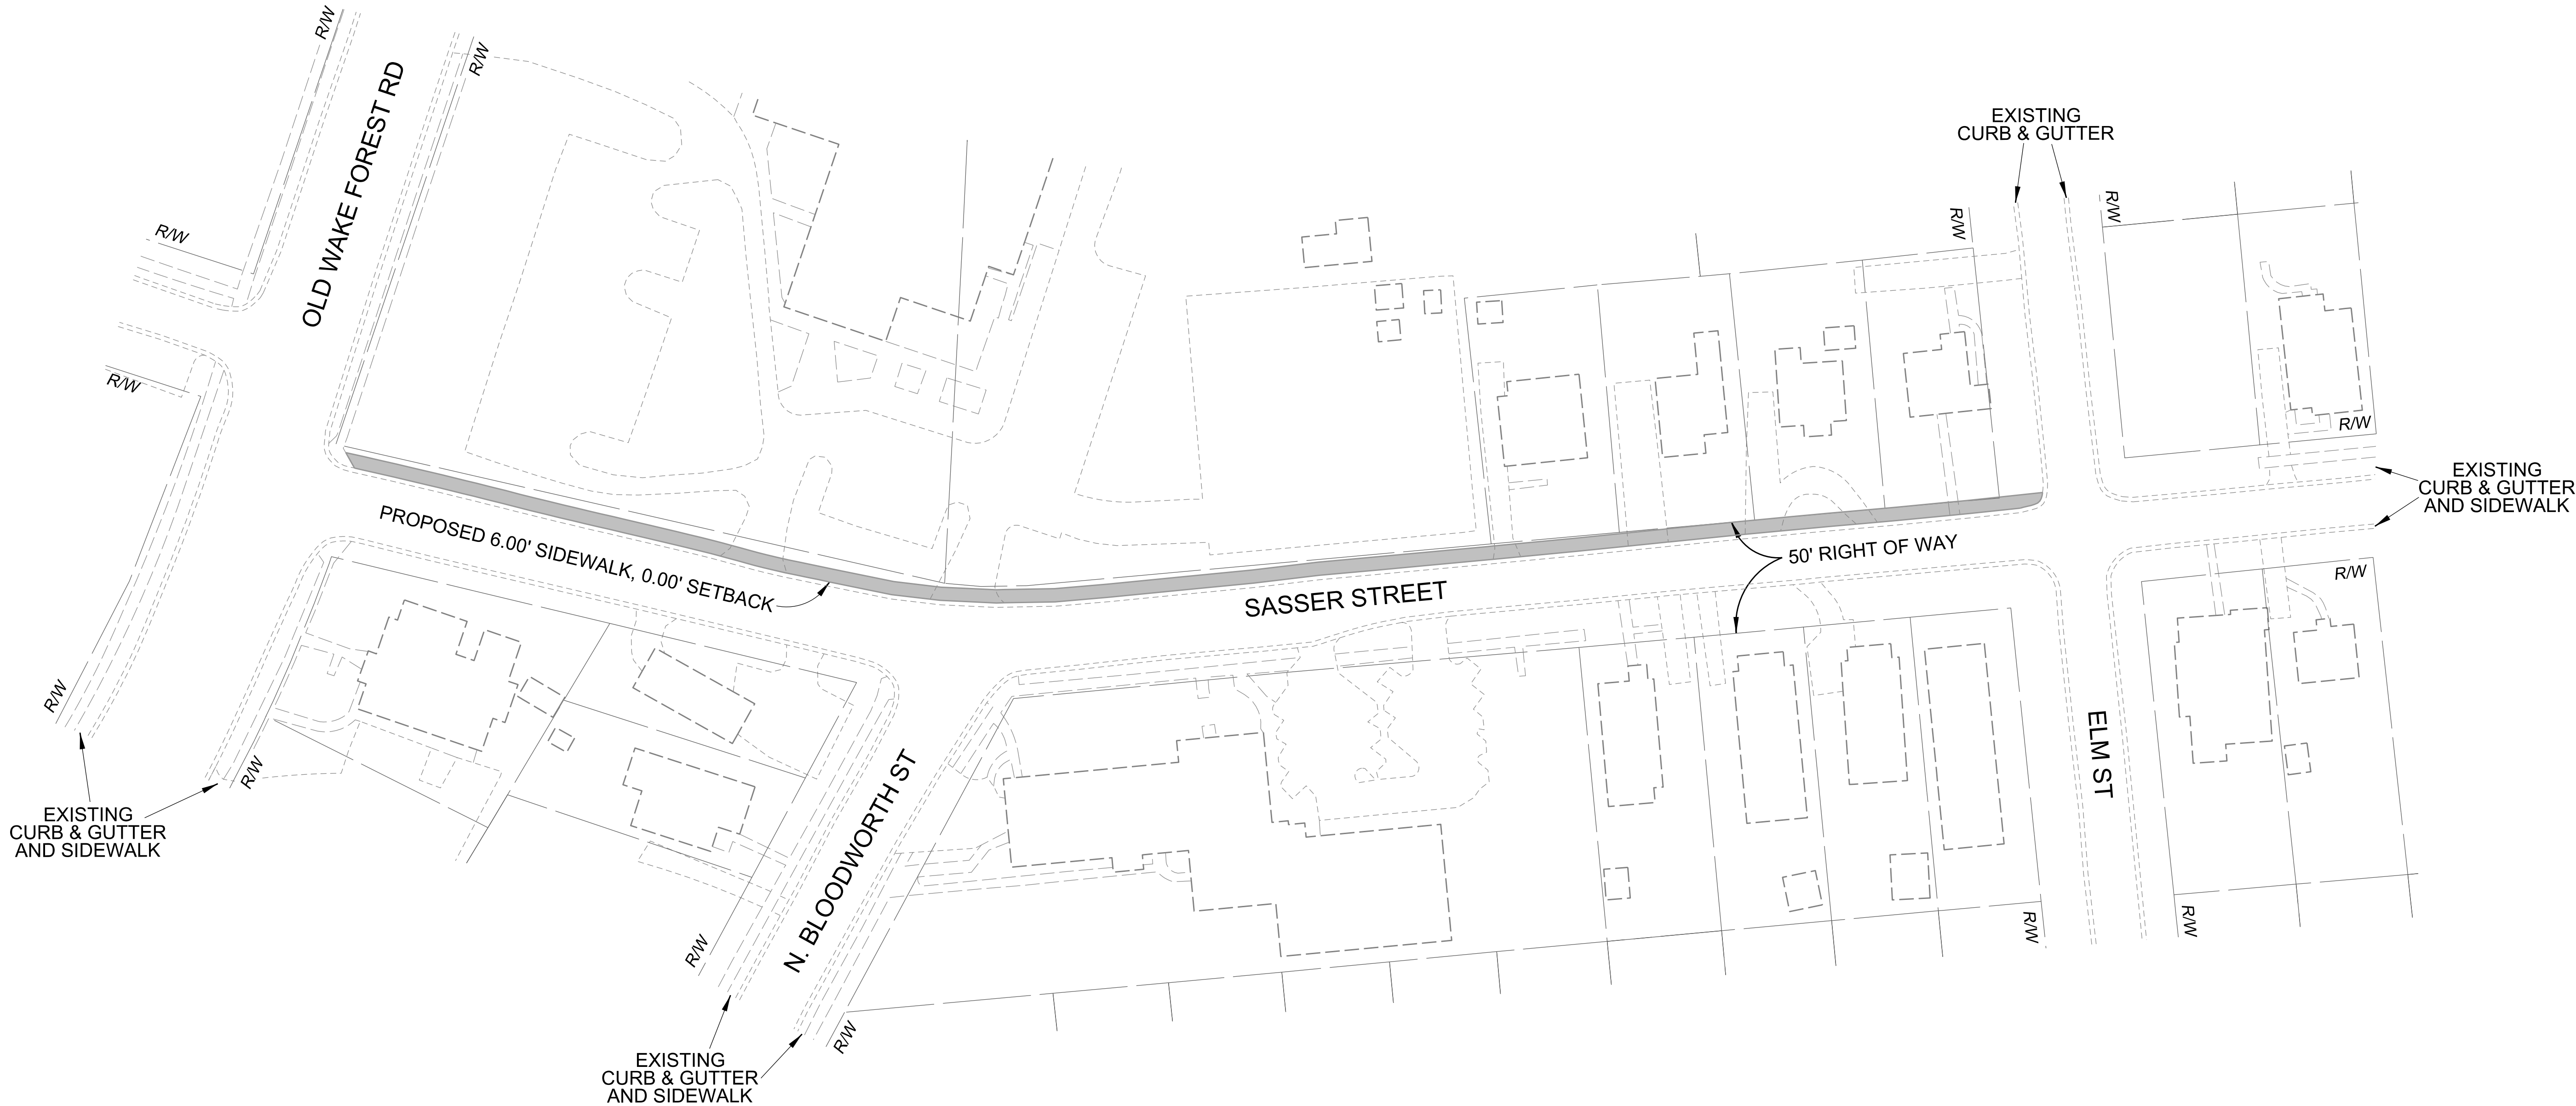 R/W
R/W
OLD WAKE FOREST RD
EXISTING
CURB & GUTTER
R/W
R/W
R/W
R/W
R/W
EXISTING
CURB & GUTTER
AND SIDEWALK
PROPOSED 6.00' SIDEWALK, 0.00' SETBACK
50' RIGHT OF WAY
SASSER STREET
R/W
R/W
R/W
ELM ST
N. BLOODWORTH ST
EXISTING
CURB & GUTTER
AND SIDEWALK
R/W
R/W
R/W
R/W
EXISTING
CURB & GUTTER
AND SIDEWALK